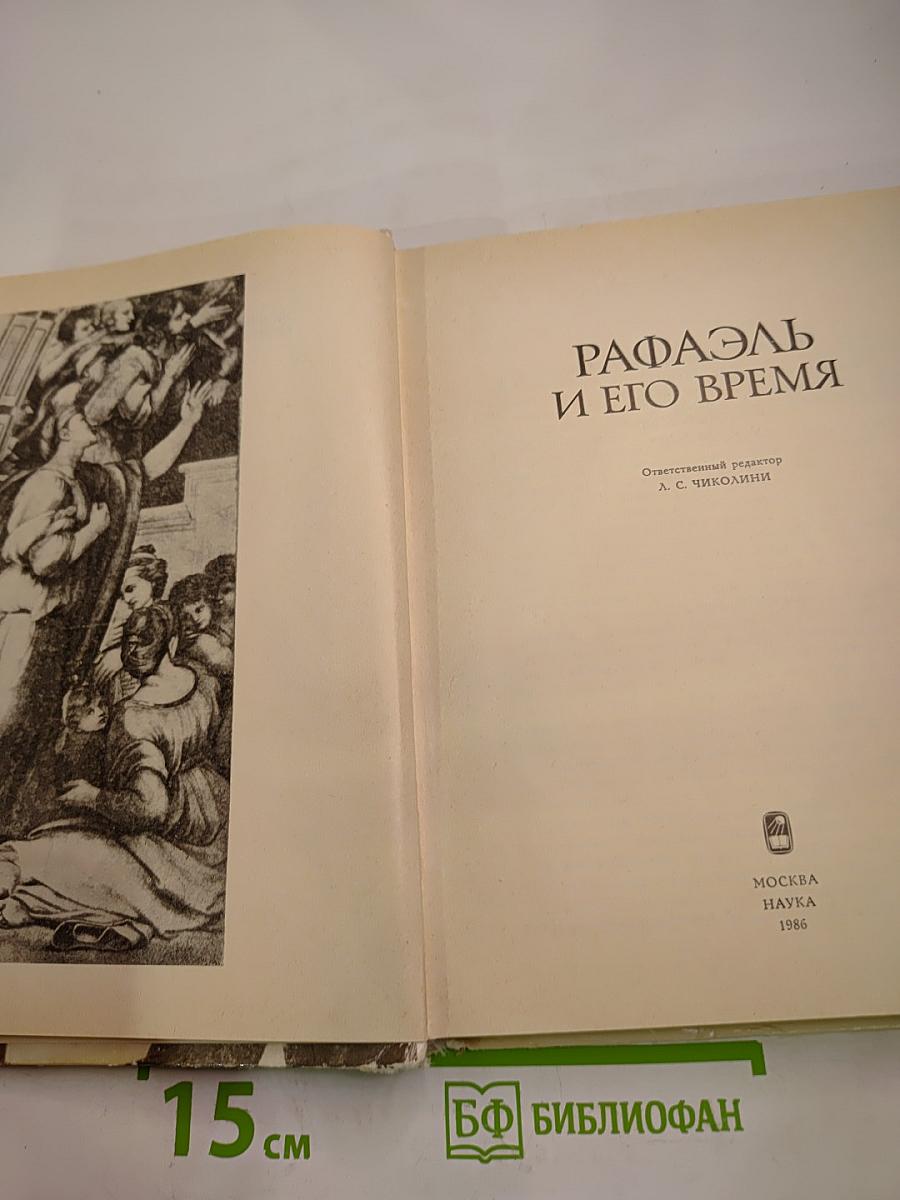 РАФАЭЛЬ
И ЕГО ВРЕМЯ
Ответственный редактор
Л. С. ЧИКОЛИНИ
МОСКВА
НАУКА
1986
15 см
БФ БИБЛИОФАН